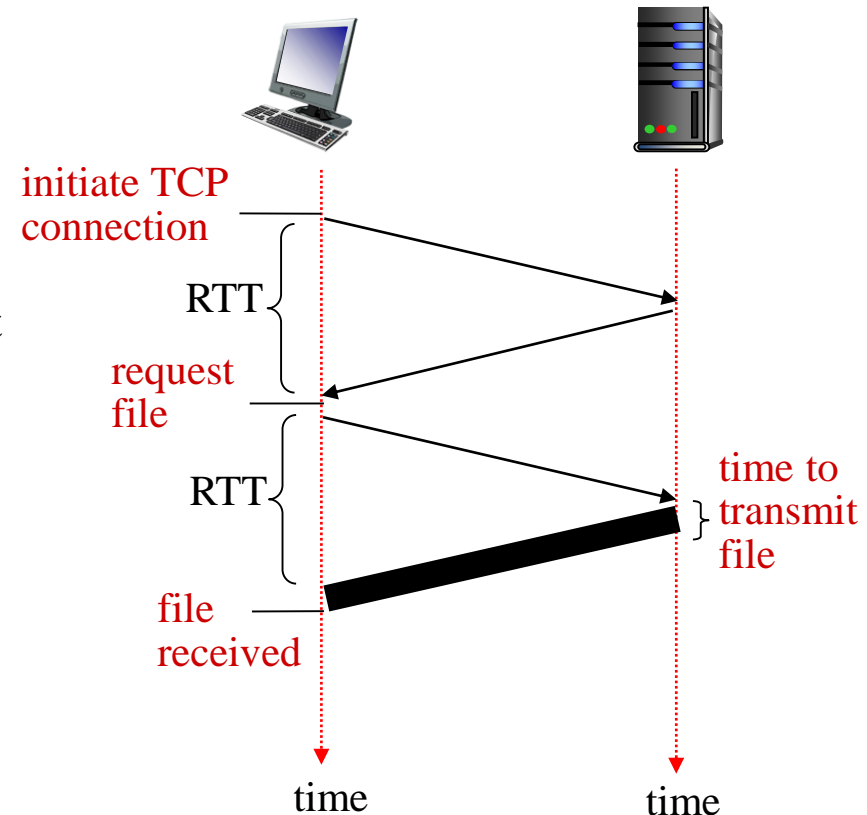 initiate TCP
connection
RTT
request
file
RTT
time to
transmit
file
file
received
time
time